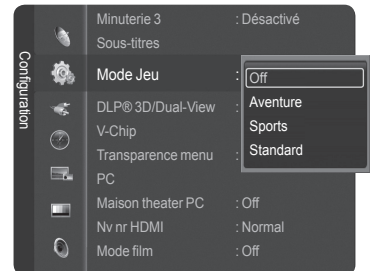 Configuration
Minuterie 3 : Désactivé
Sous-titres
Mode Jeu :
Off
Aventure
Sports
Standard
DLP® 3D/Dual-View :
V-Chip
Transparence menu :
PC
Maison theater PC : Off
Nv nr HDMI : Normal
Mode film : Off